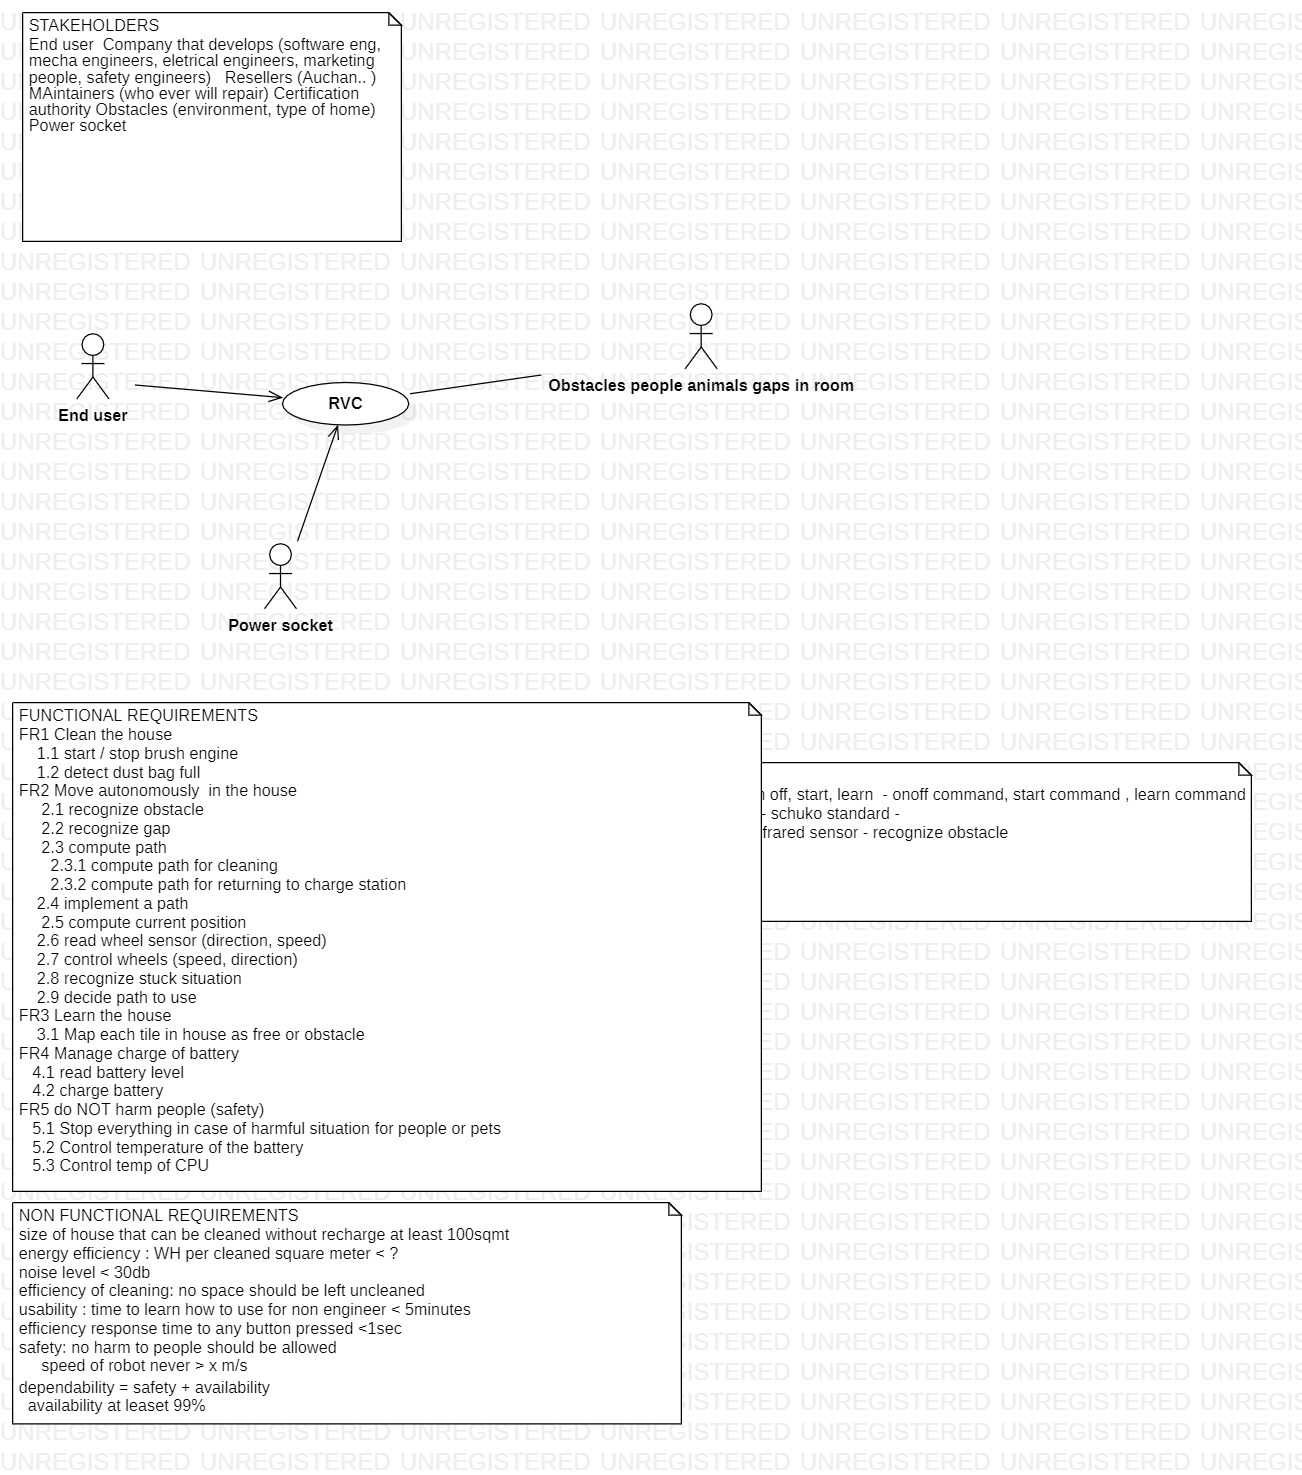 STAKEHOLDERS
End user  Company that develops (software eng,
mecha engineers, eletrical engineers, marketing
people, safety engineers)   Resellers (Auchan.. )
MAintainers (who ever will repair) Certification
authority Obstacles (environment, type of home)
Power socket
Obstacles people animals gaps in room
End user
RVC
Power socket
FUNCTIONAL REQUIREMENTS
FR1 Clean the house
1.1 start / stop brush engine
1.2 detect dust bag full
FR2 Move autonomously  in the house
2.1 recognize obstacle
2.2 recognize gap
2.3 compute path
2.3.1 compute path for cleaning
2.3.2 compute path for returning to charge station
2.4 implement a path
2.5 compute current position
2.6 read wheel sensor (direction, speed)
2.7 control wheels (speed, direction)
2.8 recognize stuck situation
2.9 decide path to use
FR3 Learn the house
3.1 Map each tile in house as free or obstacle
FR4 Manage charge of battery
4.1 read battery level
4.2 charge battery
FR5 do NOT harm people (safety)
5.1 Stop everything in case of harmful situation for people or pets
5.2 Control temperature of the battery
5.3 Control temp of CPU
off, start, learn  - onoff command, start command , learn command
- schuko standard -
frared sensor - recognize obstacle
NON FUNCTIONAL REQUIREMENTS
size of house that can be cleaned without recharge at least 100sqmt
energy efficiency : WH per cleaned square meter < ?
noise level < 30db
efficiency of cleaning: no space should be left uncleaned
usability : time to learn how to use for non engineer < 5minutes
efficiency response time to any button pressed <1sec
safety: no harm to people should be allowed
speed of robot never > x m/s
dependability = safety + availability
availability at leaset 99%
UNREGISTERED